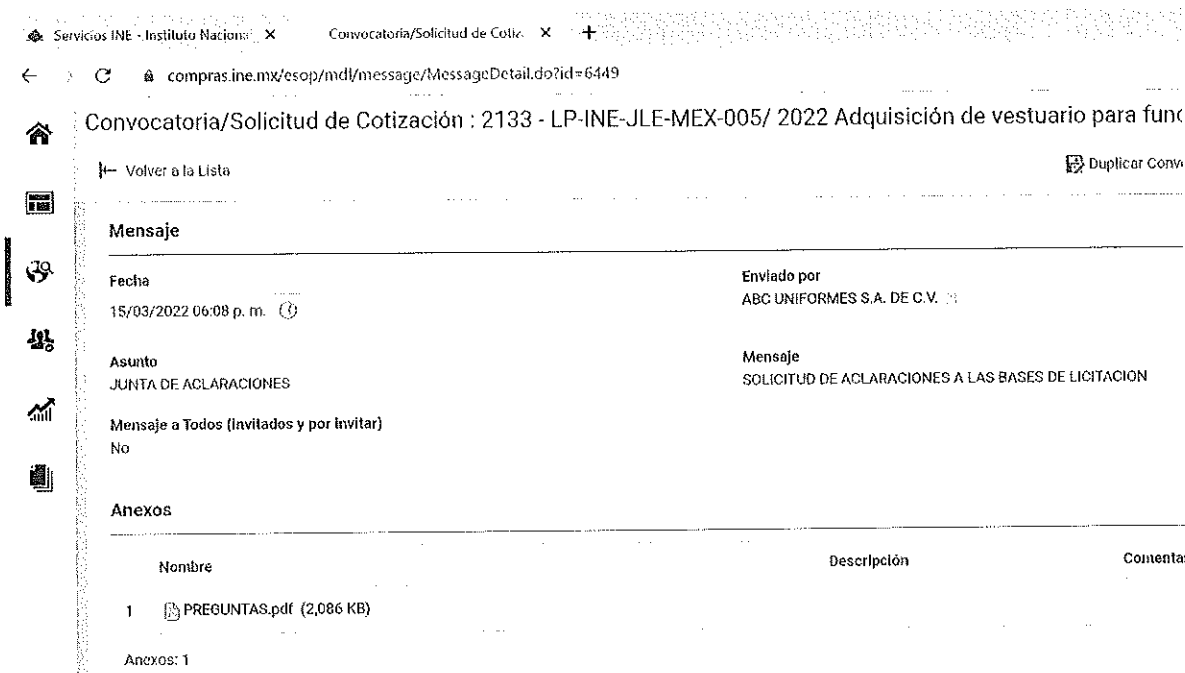 Servicios INE - Instituto Naciona
Convocatoria/Solicitud de Cotiz
compras.ine.mx/esop/mdl/message/MessageDetail.do?id=6449
Convocatoria/Solicitud de Cotización : 2133 - LP-INE-JLE-MEX-005/ 2022 Adquisición de vestuario para func
Volver a la Lista
Duplicar Conv
Mensaje
Fecha
15/03/2022 06:08 p. m.
Enviado por
ABC UNIFORMES S.A. DE C.V.
Asunto
JUNTA DE ACLARACIONES
Mensaje
SOLICITUD DE ACLARACIONES A LAS BASES DE LICITACION
Mensaje a Todos (Invitados y por invitar)
No
Anexos
Nombre Descripción Comenta
1 PREGUNTAS.pdf (2,086 KB)
Anexos: 1